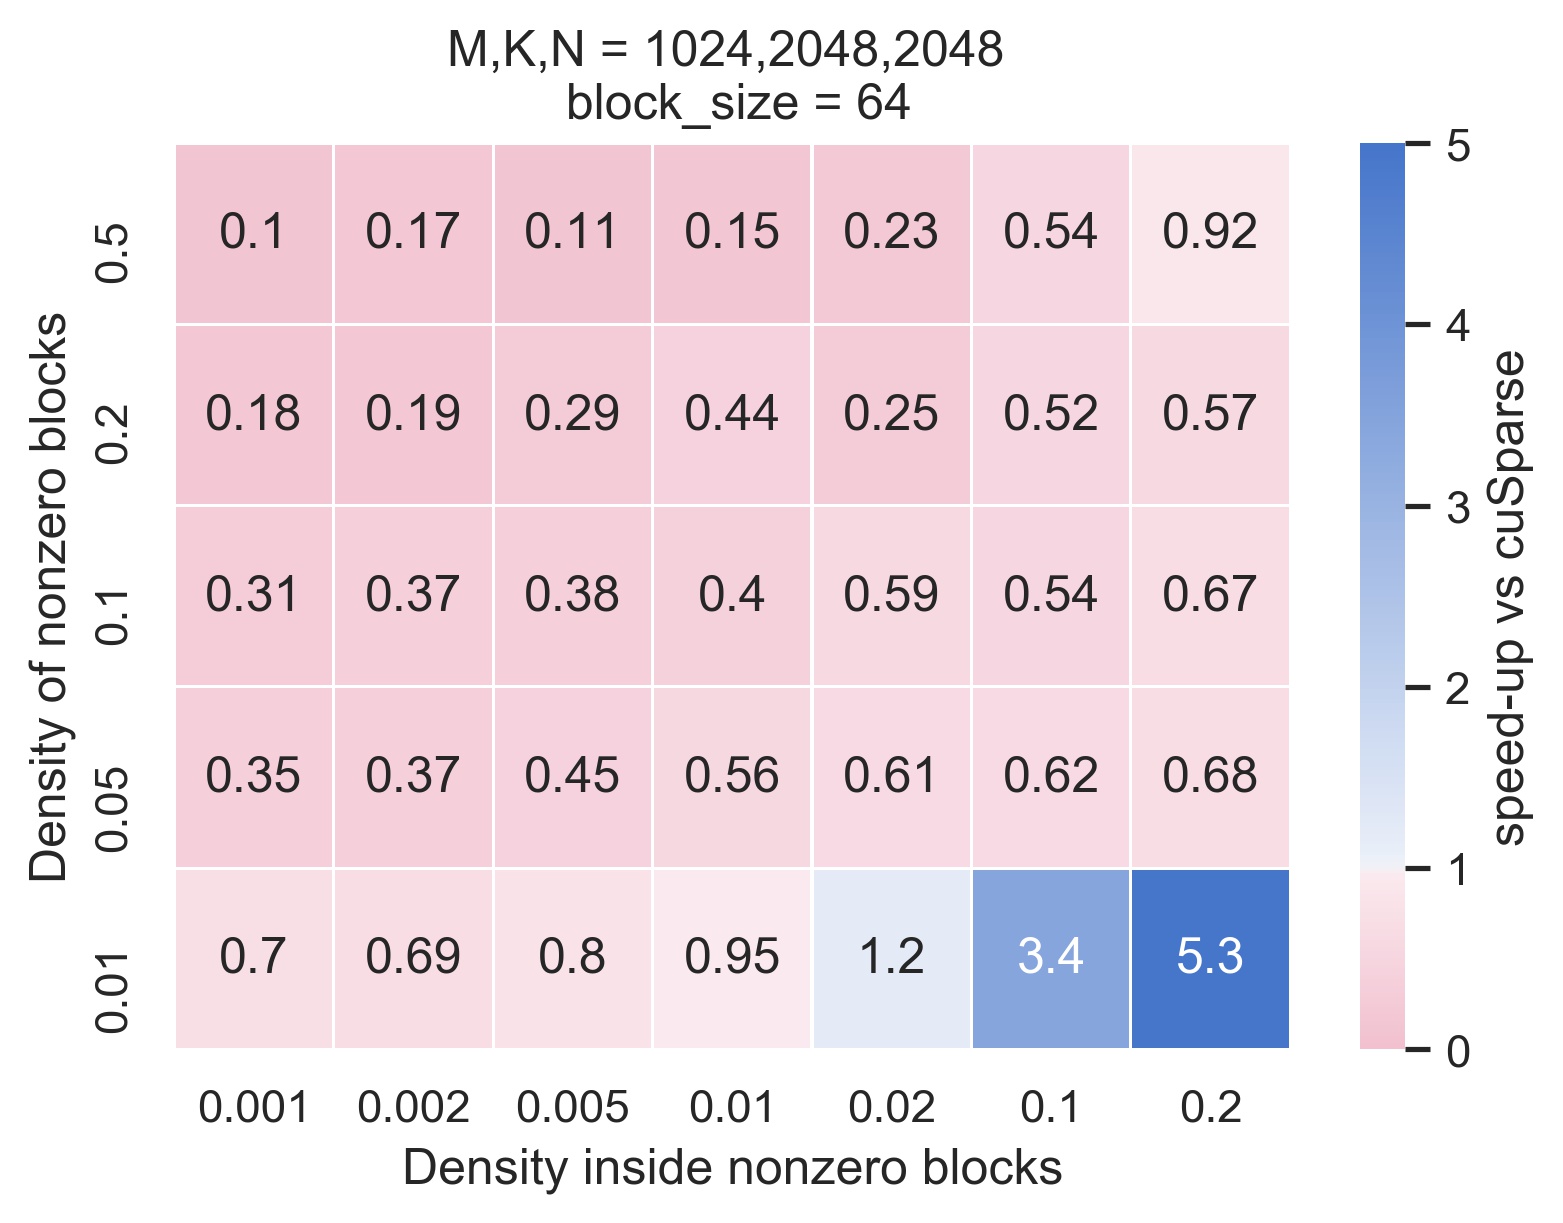 M,K,N = 1024,2048,2048
block_size = 64
Density of nonzero blocks
0.5
0.1 0.17 0.11 0.15 0.23 0.54 0.92
0.2
0.18 0.19 0.29 0.44 0.25 0.52 0.57
0.1
0.31 0.37 0.38 0.4 0.59 0.54 0.67
0.05
0.35 0.37 0.45 0.56 0.61 0.62 0.68
0.01
0.7 0.69 0.8 0.95 1.2 3.4 5.3
0.001 0.002 0.005 0.01 0.02 0.1 0.2
Density inside nonzero blocks
5
4
3
2
1
0
speed-up vs cuSparse